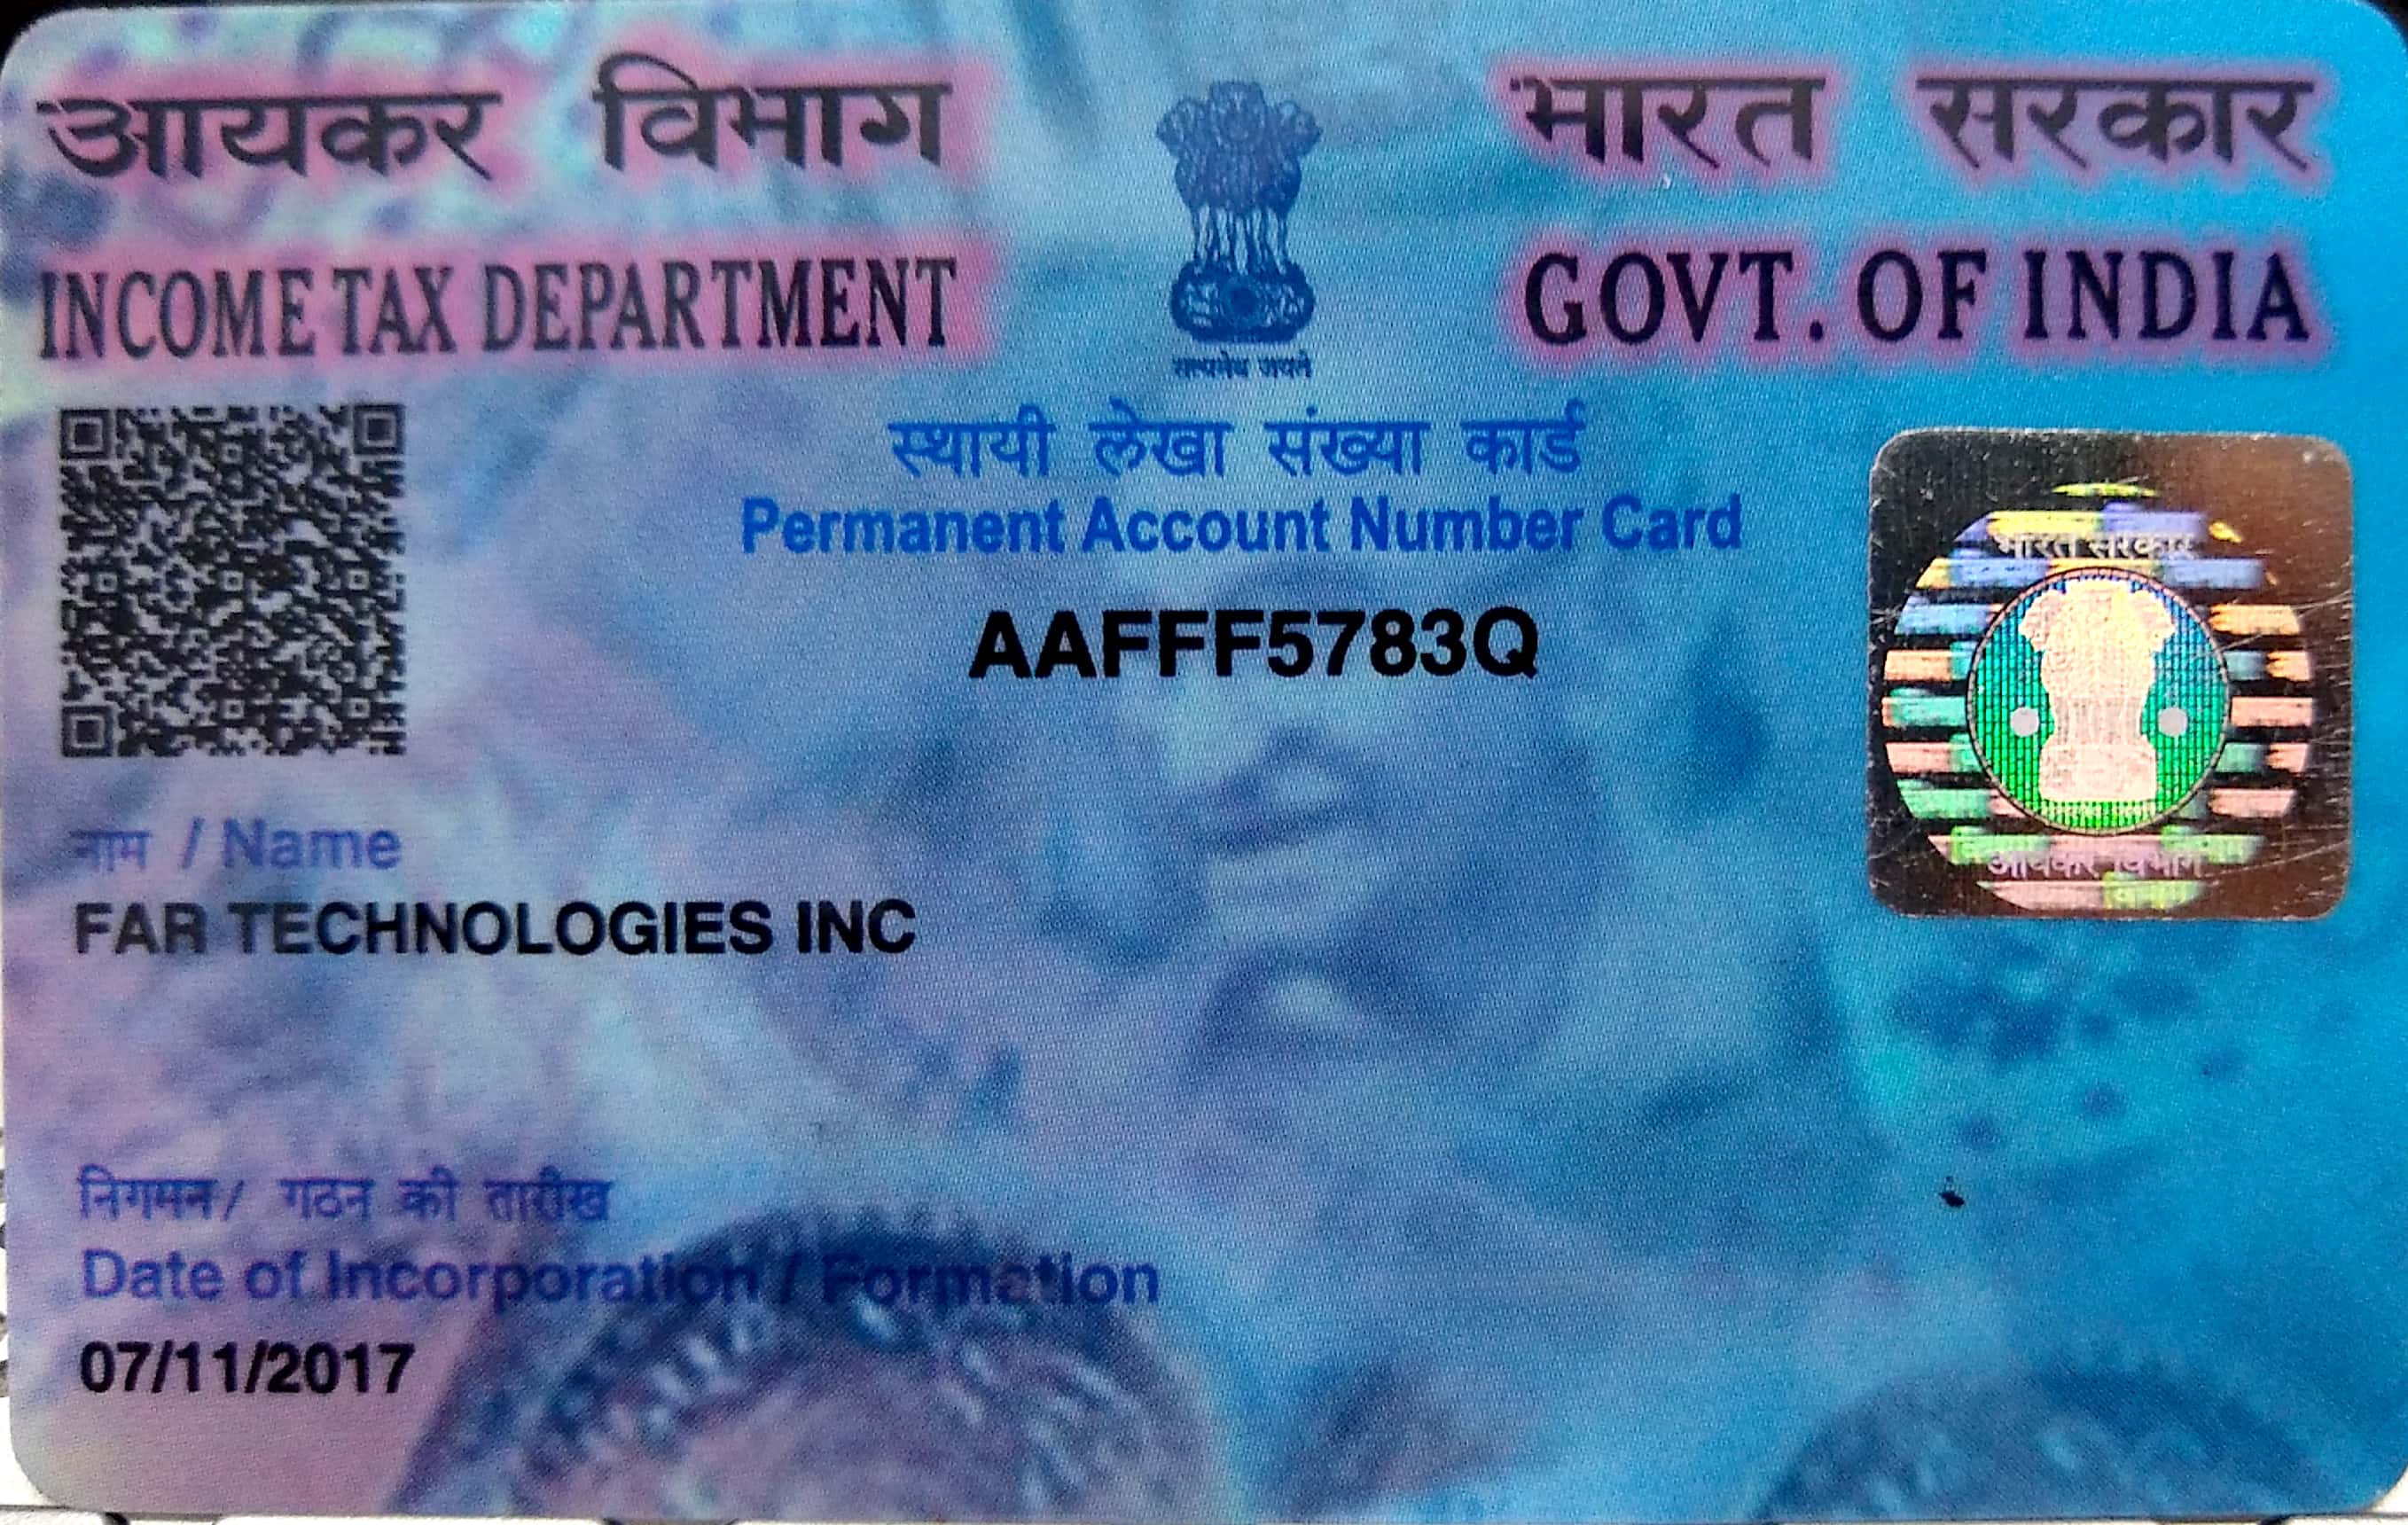 आयकर विभाग
भारत सरकार
INCOME TAX DEPARTMENT
GOVT. OF INDIA
सत्यमेव जयते
स्थायी लेखा संख्या कार्ड
Permanent Account Number Card
AAFFF5783Q
भारत सरकार
आयकर विभाग
नाम / Name
FAR TECHNOLOGIES INC
निगमन/ गठन की तारीख
Date of Incorporation / Formation
07/11/2017